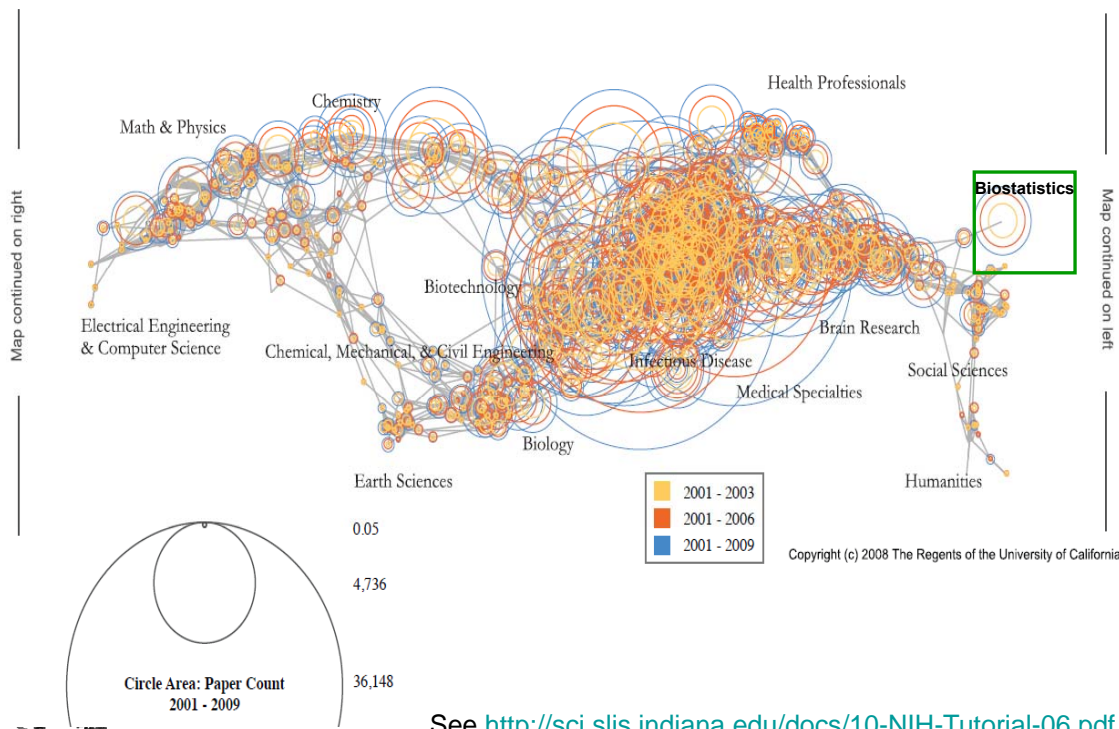 Health Professionals
Chemistry
Math & Physics
Biostatistics
Map continued on right
Map continued on left
Biotechnology
Electrical Engineering
& Computer Science
Brain Research
Chemical, Mechanical, & Civil Engineering
Infectious Disease
Social Sciences
Medical Specialties
Biology
Earth Sciences
Humanities
2001 - 2003
2001 - 2006
2001 - 2009
Copyright (c) 2008 The Regents of the University of California
0.05
4,736
36,148
Circle Area: Paper Count
2001 - 2009
See http://sci.slis.indiana.edu/docs/10-NIH-Tutorial-06.pdf